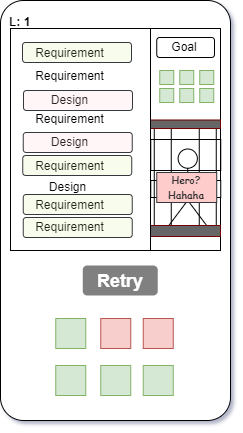 L: 1
Requirement
Requirement
Design
Requirement
Design
Requirement
Design
Requirement
Requirement
Goal
Hero?
Hahaha
Retry